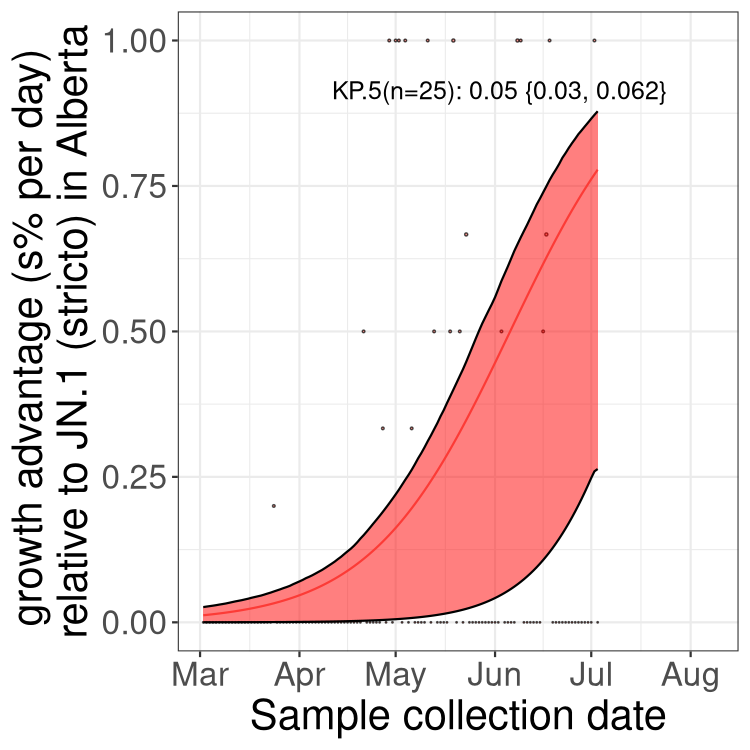 growth advantage (s% per day)
relative to JN.1 (stricto) in Alberta
1.00
0.75
0.50
0.25
0.00
KP.5(n=25): 0.05 {0.03, 0.062}
Mar Apr May Jun Jul Aug
Sample collection date